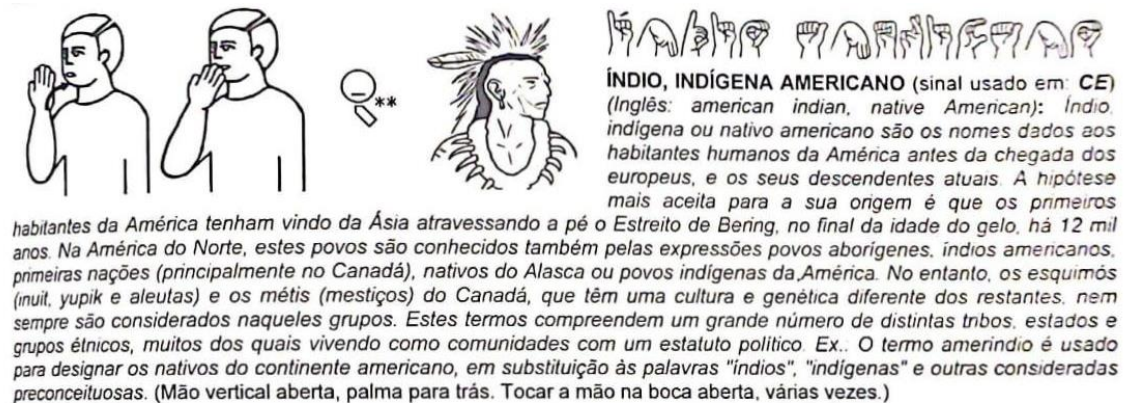 **
ÍNDIO, INDÍGENA AMERICANO (sinal usado em: CE)
(Inglês: american indian, native American): Índio,
indígena ou nativo americano são os nomes dados aos
habitantes humanos da América antes da chegada dos
europeus, e os seus descendentes atuais. A hipótese
mais aceita para a sua origem é que os primeiros
habitantes da América tenham vindo da Ásia atravessando a pé o Estreito de Bering, no final da idade do gelo, há 12 mil
anos. Na América do Norte, estes povos são conhecidos também pelas expressões povos aborígenes, índios americanos,
primeiras nações (principalmente no Canadá), nativos do Alasca ou povos indígenas da América. No entanto, os esquimós
(inuit, yupik e aleutas) e os métis (mestiços) do Canadá, que têm uma cultura e genética diferente dos restantes, nem
sempre são considerados naqueles grupos. Estes termos compreendem um grande número de distintas tribos, estados e
grupos étnicos, muitos dos quais vivendo como comunidades com um estatuto político. Ex.: O termo ameríndio é usado
para designar os nativos do continente americano, em substituição às palavras "índios", "indígenas" e outras consideradas
preconceituosas. (Mão vertical aberta, palma para trás. Tocar a mão na boca aberta, várias vezes.)